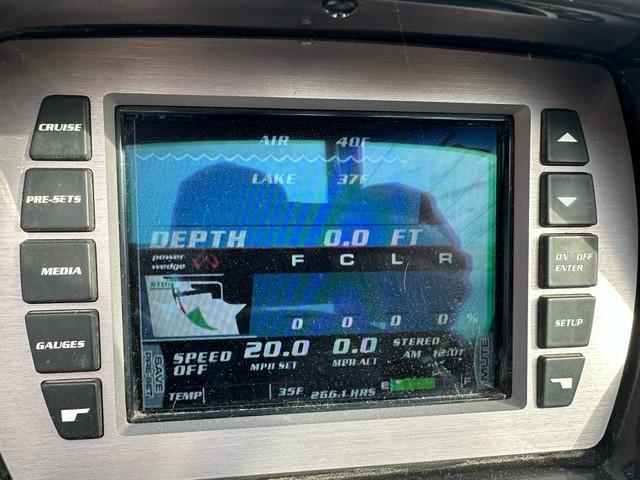 CRUISE
PRE-SETS
MEDIA
GAUGES
AIR 40F
LAKE 37F
DEPTH 0.0 FT
power wedge
F C L R
0 0 0 0 %
SPEED OFF
20.0 MPH SET
0.0 MPH ACT
STEREO
AM 12:01
SAVE PRE SET
MUTE
TEMP 35F 266.1 HRS E F
ON OFF
ENTER
SETUP